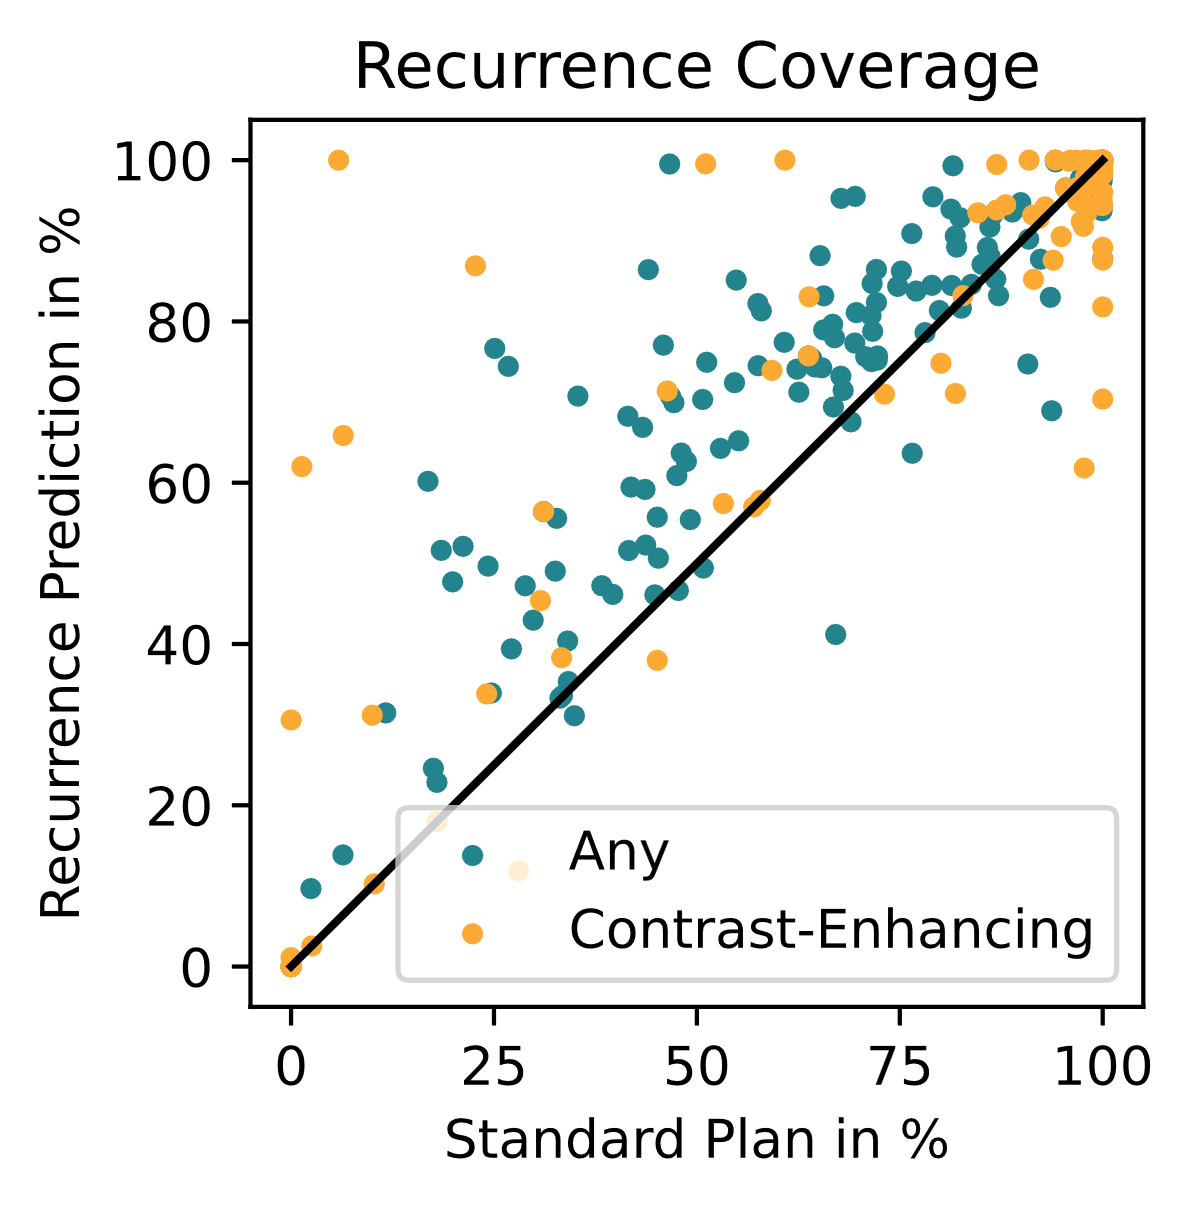 Recurrence Coverage
Recurrence Prediction in %
100
80
60
40
20
0
Any
Contrast-Enhancing
0 25 50 75 100
Standard Plan in %